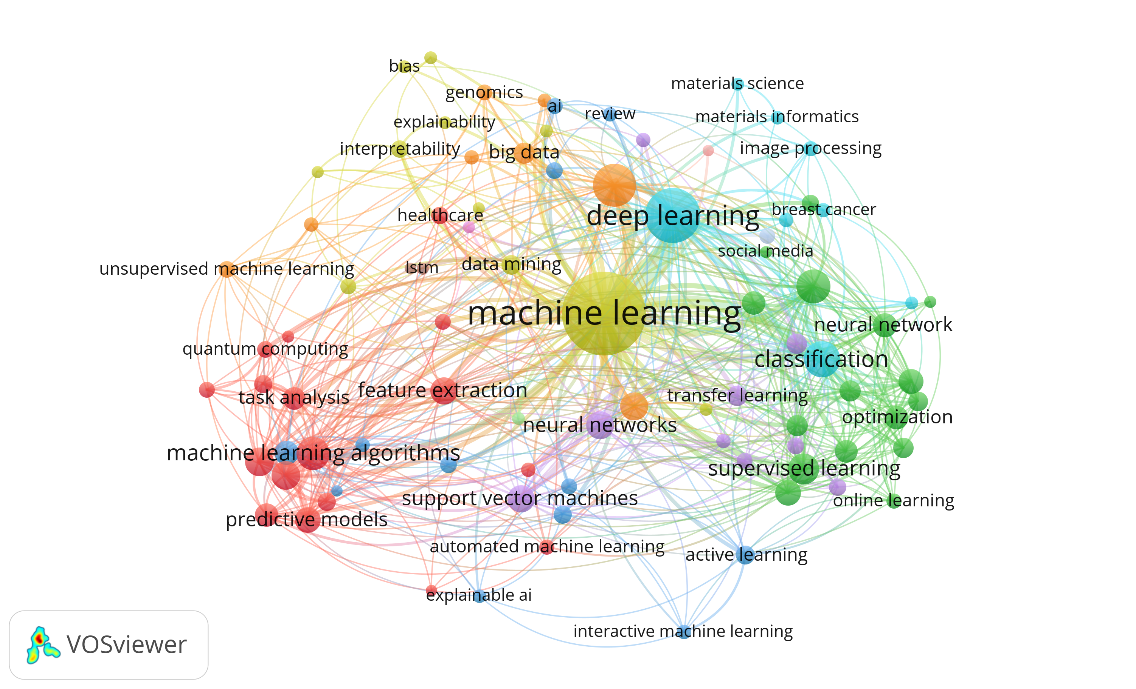 bias
materials science
genomics
ai
review
materials informatics
explainability
interpretability
big data
image processing
healthcare
deep learning
breast cancer
social media
unsupervised machine learning
lstm
data mining
machine learning
neural network
quantum computing
classification
task analysis
feature extraction
transfer learning
neural networks
optimization
machine learning algorithms
supervised learning
support vector machines
online learning
predictive models
automated machine learning
active learning
explainable ai
interactive machine learning
VOSviewer